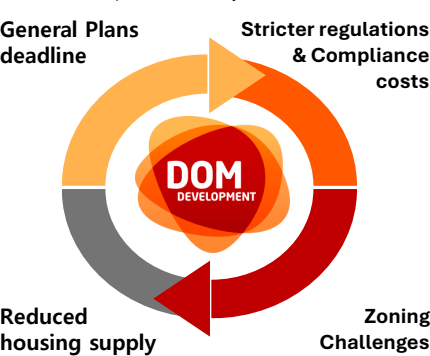 General Plans
deadline
Stricter regulations
& Compliance
costs
DOM
DEVELOPMENT
Reduced
housing supply
Zoning
Challenges